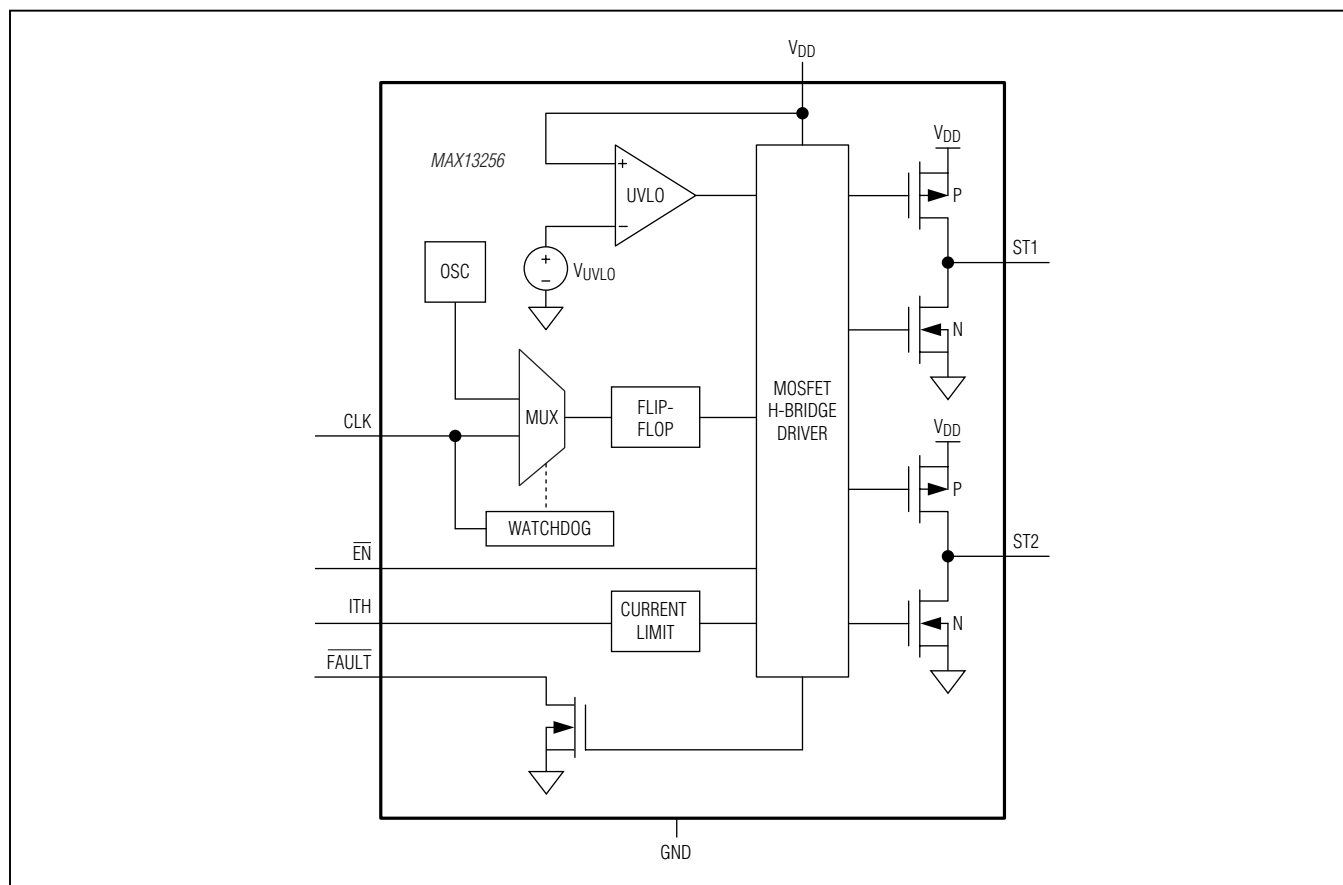 VDD
MAX13256
+
UVLO
−
+
−
VUVLO
OSC
MUX
FLIP-
FLOP
CLK
WATCHDOG
EN
ITH
CURRENT
LIMIT
FAULT
MOSFET
H-BRIDGE
DRIVER
VDD
P
ST1
N
VDD
P
ST2
N
GND